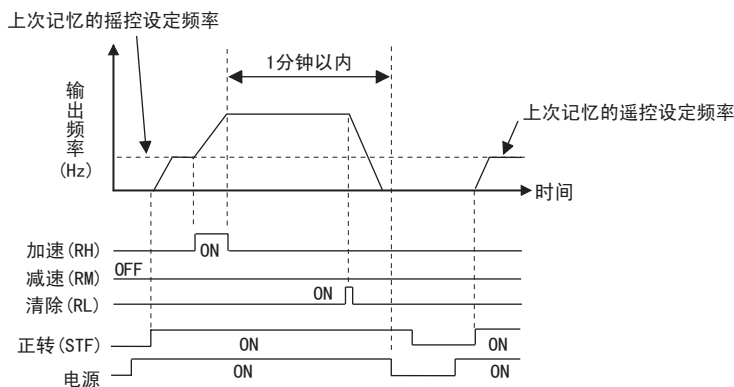 上次记忆的摇控设定频率
1分钟以内
输出频率
(Hz)
上次记忆的遥控设定频率
时间
加速(RH)
ON
减速(RM)
OFF
清除(RL)
ON
正转(STF)
ON
ON
电源
ON
ON